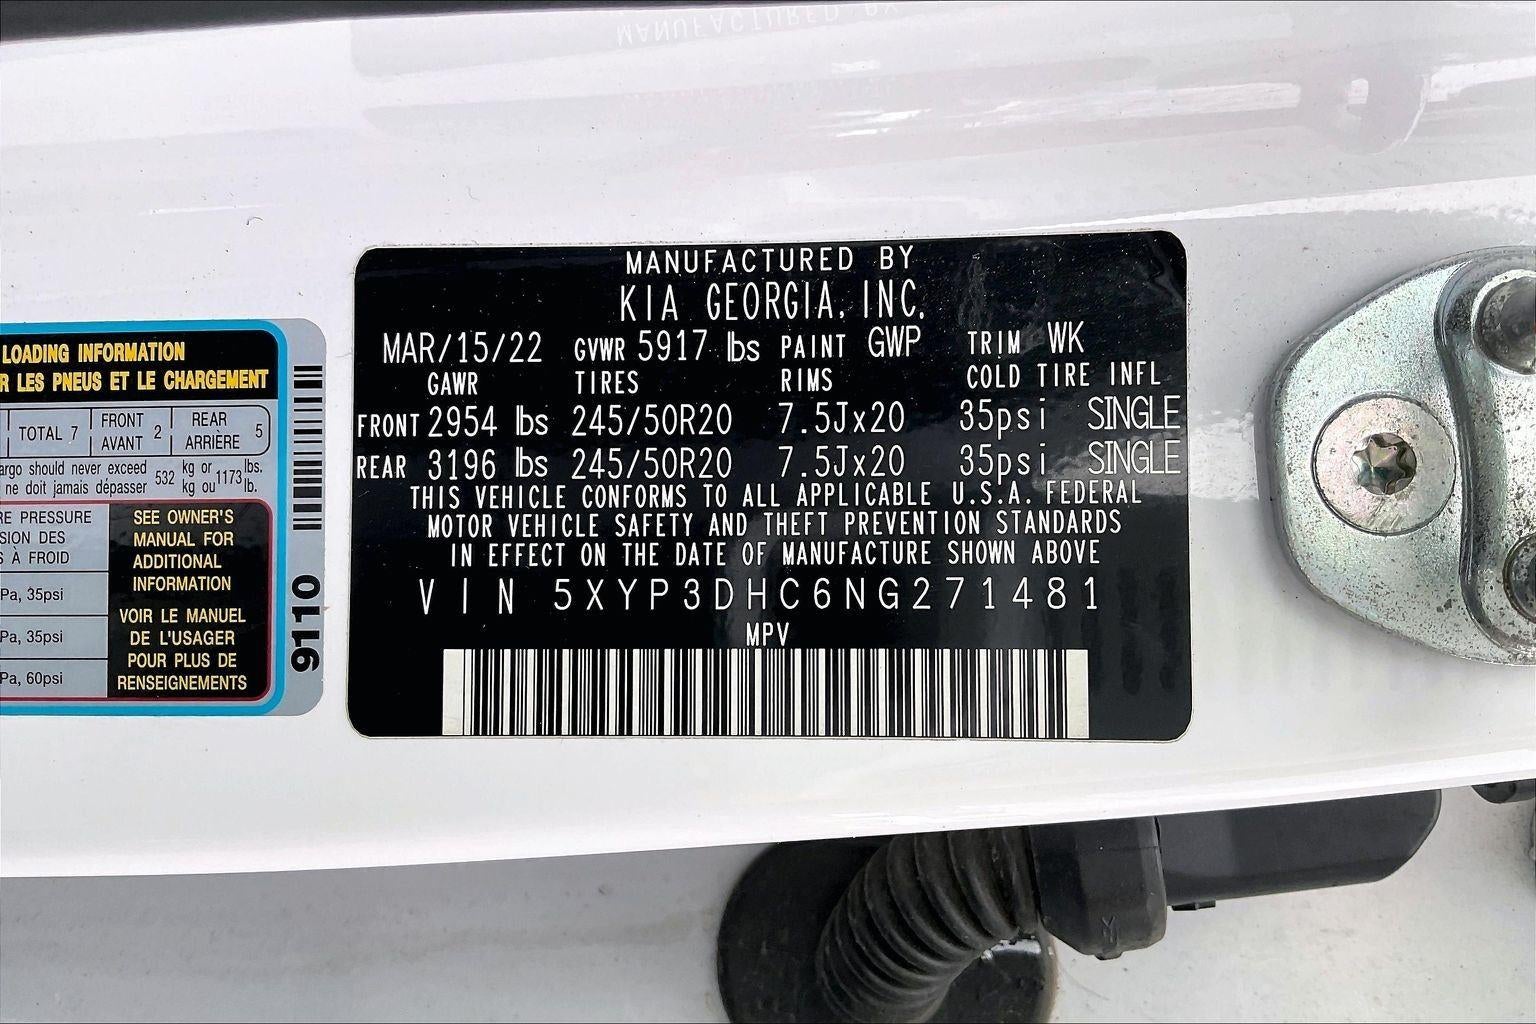 MANUFACTURED BY
LOADING INFORMATION
R LES PNEUS ET LE CHARGEMENT
TOTAL 7 FRONT AVANT 2 REAR ARRIÈRE 5
argo should never exceed 532 kg or 1173 lbs.
ne doit jamais dépasser kg ou lb.
RE PRESSURE
SION DES
S À FROID
Pa, 35psi
Pa, 35psi
Pa, 60psi
SEE OWNER'S
MANUAL FOR
ADDITIONAL
INFORMATION
VOIR LE MANUEL
DE L'USAGER
POUR PLUS DE
RENSEIGNEMENTS
9110
MANUFACTURED BY
KIA GEORGIA, INC.
MAR/15/22 GVWR 5917 lbs PAINT GWP TRIM WK
GAWR TIRES RIMS COLD TIRE INFL
FRONT 2954 lbs 245/50R20 7.5Jx20 35psi SINGLE
REAR 3196 lbs 245/50R20 7.5Jx20 35psi SINGLE
THIS VEHICLE CONFORMS TO ALL APPLICABLE U.S.A. FEDERAL
MOTOR VEHICLE SAFETY AND THEFT PREVENTION STANDARDS
IN EFFECT ON THE DATE OF MANUFACTURE SHOWN ABOVE
VIN 5XYP3DHC6NG271481
MPV